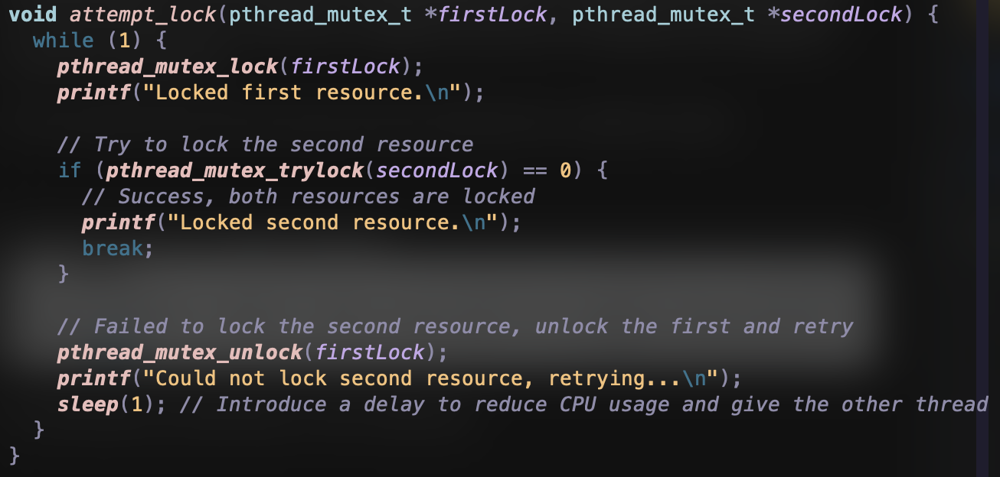 void attempt_lock(pthread_mutex_t *firstLock, pthread_mutex_t *secondLock) {
  while (1) {
    pthread_mutex_lock(firstLock);
    printf("Locked first resource.\n");

    // Try to lock the second resource
    if (pthread_mutex_trylock(secondLock) == 0) {
      // Success, both resources are locked
      printf("Locked second resource.\n");
      break;
    }

    // Failed to lock the second resource, unlock the first and retry
    pthread_mutex_unlock(firstLock);
    printf("Could not lock second resource, retrying...\n");
    sleep(1); // Introduce a delay to reduce CPU usage and give the other thread
  }
}